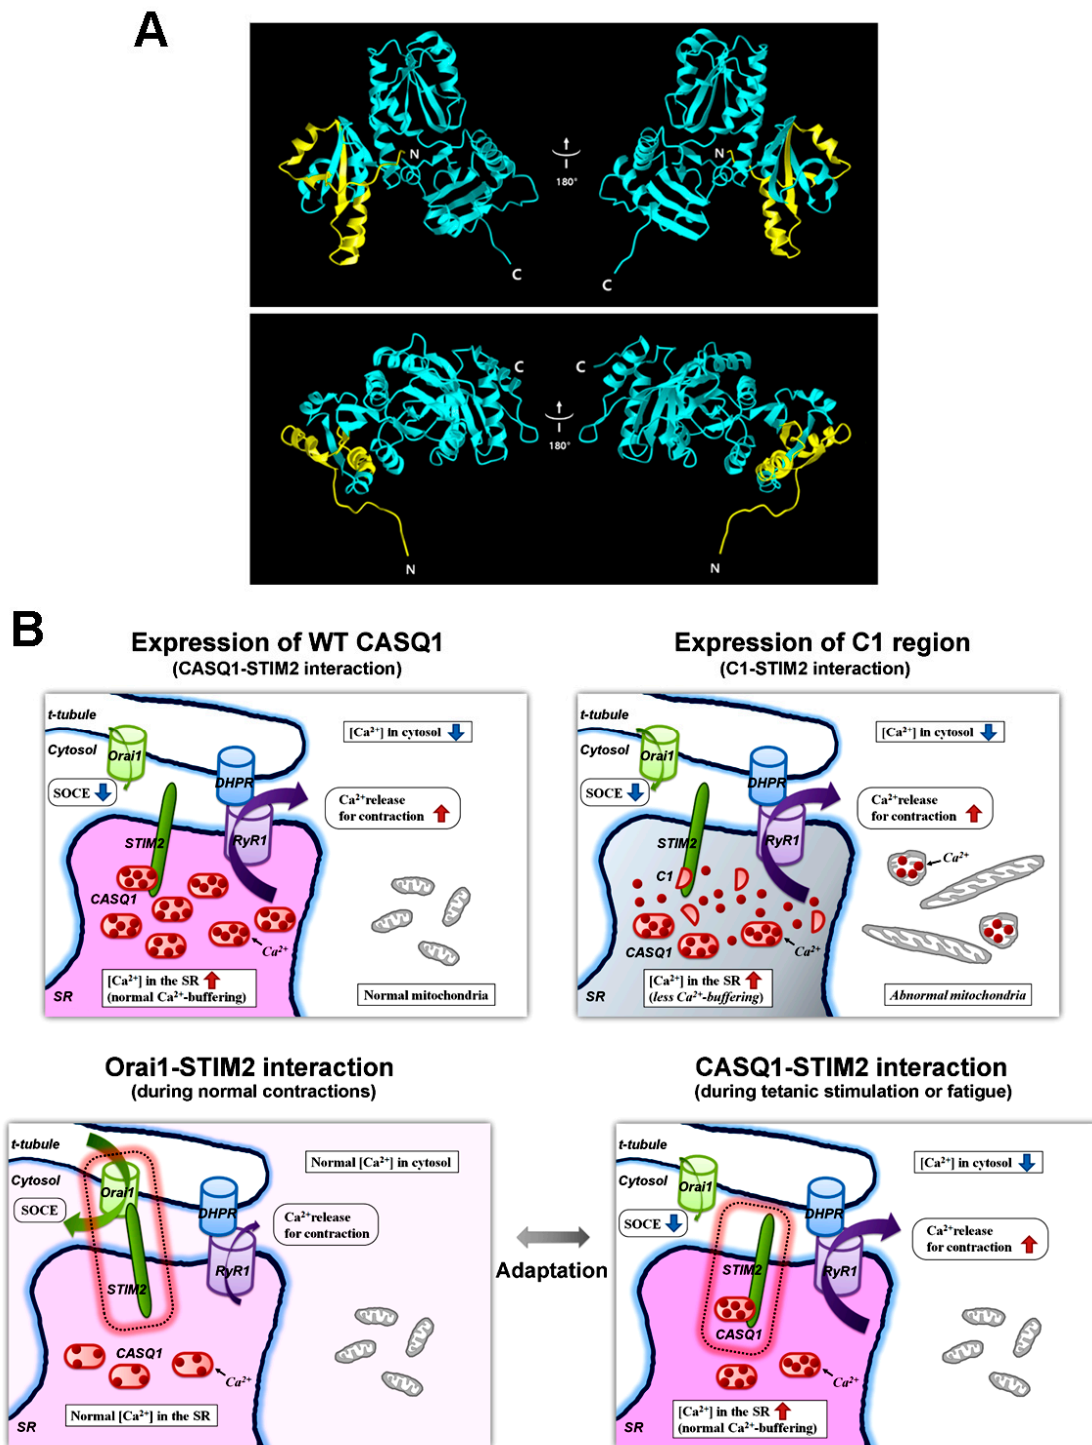 A
N
C
180°
N
C
C
N
180°
C
N
B
Expression of WT CASQ1
(CASQ1-STIM2 interaction)
t-tubule
Cytosol
Orai1
[Ca²⁺] in cytosol
SOCE
DHPR
Ca²⁺release
for contraction
STIM2
RyR1
CASQ1
Ca²⁺
[Ca²⁺] in the SR
(normal Ca²⁺-buffering)
SR
Normal mitochondria
Expression of C1 region
(C1-STIM2 interaction)
t-tubule
Cytosol
Orai1
[Ca²⁺] in cytosol
SOCE
DHPR
Ca²⁺release
for contraction
STIM2
RyR1
C1
Ca²⁺
CASQ1
Ca²⁺
[Ca²⁺] in the SR
(less Ca²⁺-buffering)
SR
Abnormal mitochondria
Orai1-STIM2 interaction
(during normal contractions)
t-tubule
Cytosol
Orai1
Normal [Ca²⁺] in cytosol
SOCE
DHPR
Ca²⁺release
for contraction
STIM2
RyR1
CASQ1
Ca²⁺
Normal [Ca²⁺] in the SR
SR
Adaptation
CASQ1-STIM2 interaction
(during tetanic stimulation or fatigue)
t-tubule
Cytosol
Orai1
[Ca²⁺] in cytosol
SOCE
DHPR
Ca²⁺release
for contraction
STIM2
RyR1
CASQ1
Ca²⁺
[Ca²⁺] in the SR
(normal Ca²⁺-buffering)
SR